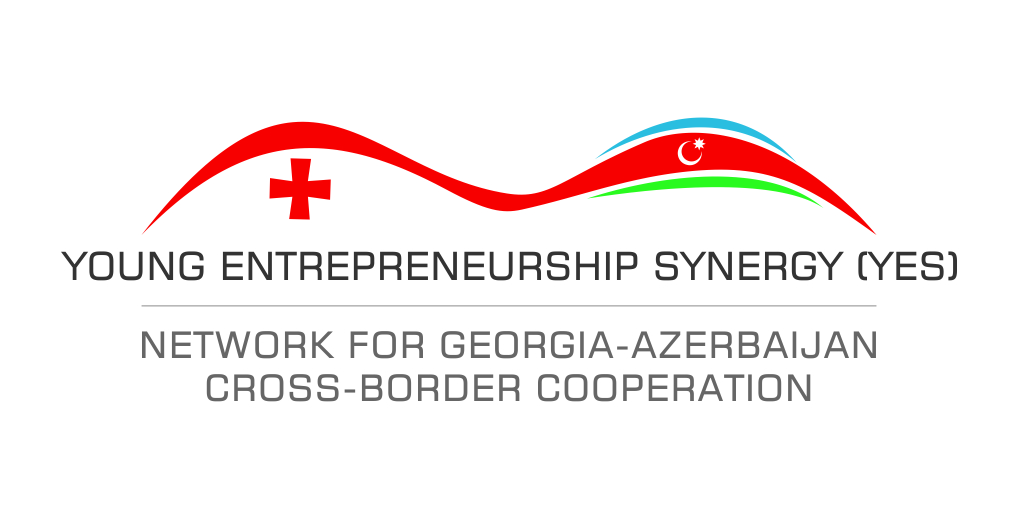 YOUNG ENTREPRENEURSHIP SYNERGY (YES)
NETWORK FOR GEORGIA-AZERBAIJAN
CROSS-BORDER COOPERATION